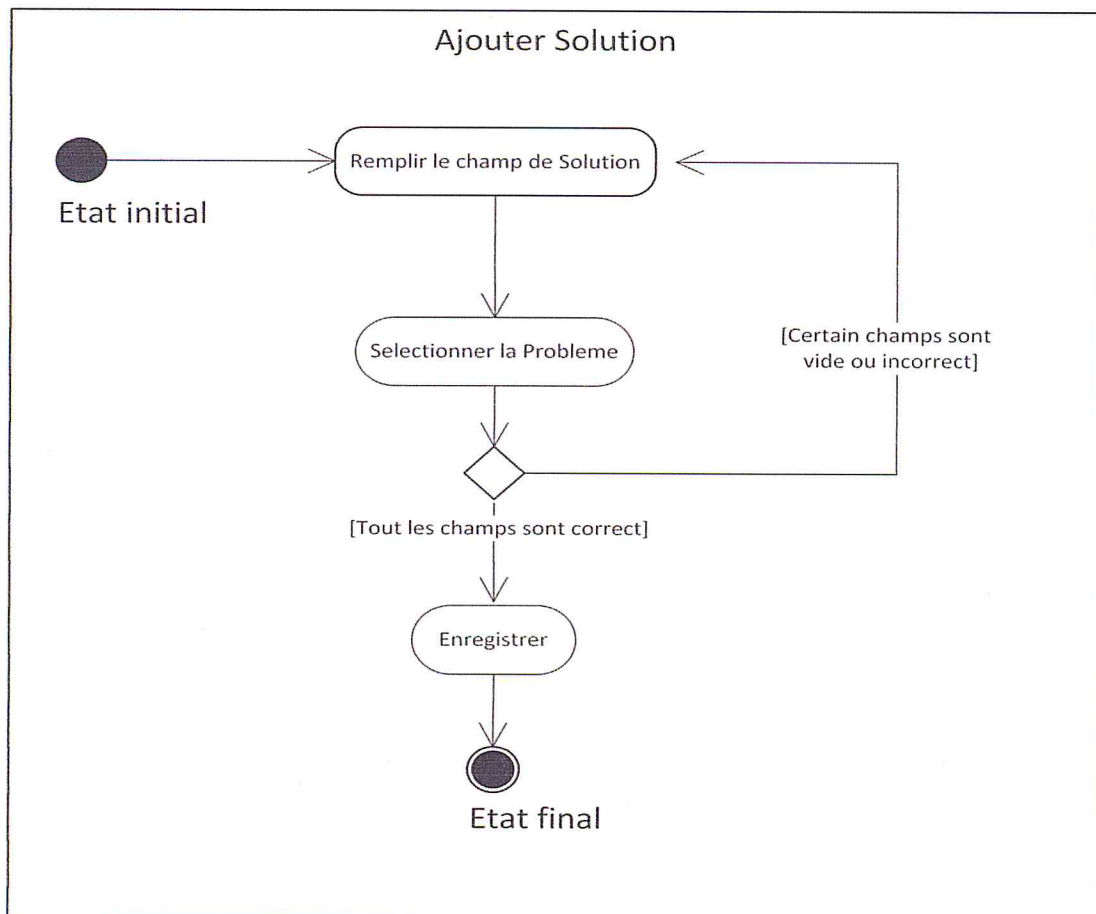 Ajouter Solution
Remplir le champ de Solution
Etat initial
[Certain champs sont
vide ou incorrect]
Selectionner la Probleme
[Tout les champs sont correct]
Enregistrer
Etat final